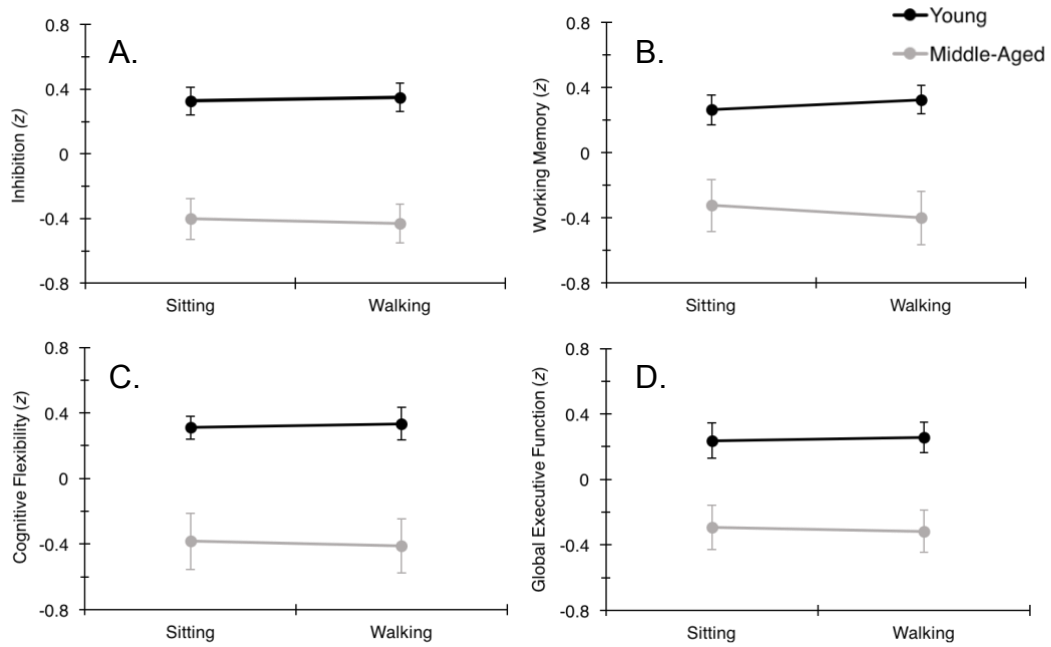 Young
Middle-Aged
A.
Inhibition (z)
0.8
0.4
0
-0.4
-0.8
Sitting Walking
B.
Working Memory (z)
0.8
0.4
0
-0.4
-0.8
Sitting Walking
C.
Cognitive Flexibility (z)
0.8
0.4
0
-0.4
-0.8
Sitting Walking
D.
Global Executive Function (z)
0.8
0.4
0
-0.4
-0.8
Sitting Walking